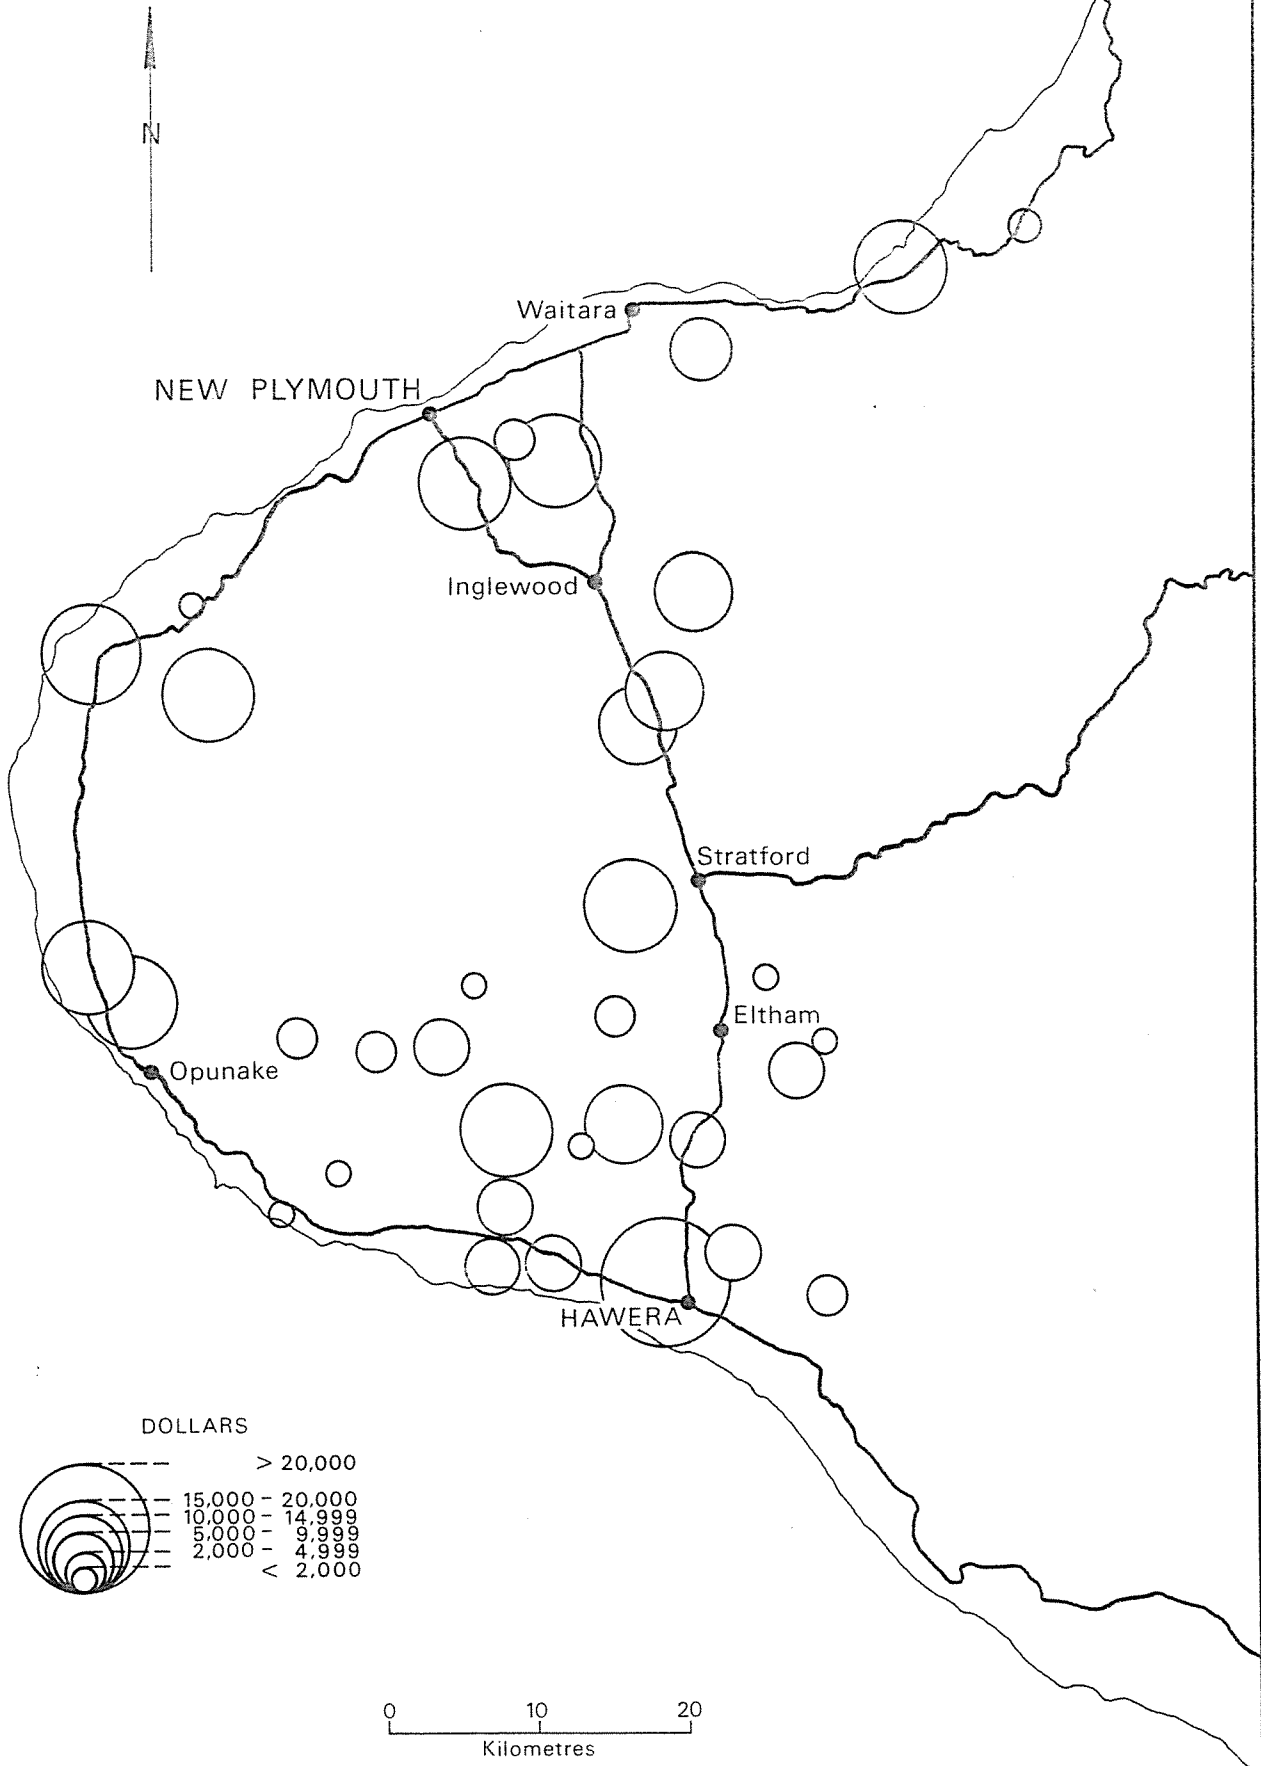 N
Waitara
NEW PLYMOUTH
Inglewood
Stratford
Eltham
Opunake
HAWERA
DOLLARS
> 20,000
15,000 - 20,000
10,000 - 14,999
5,000 - 9,999
2,000 - 4,999
< 2,000
0 10 20
Kilometres